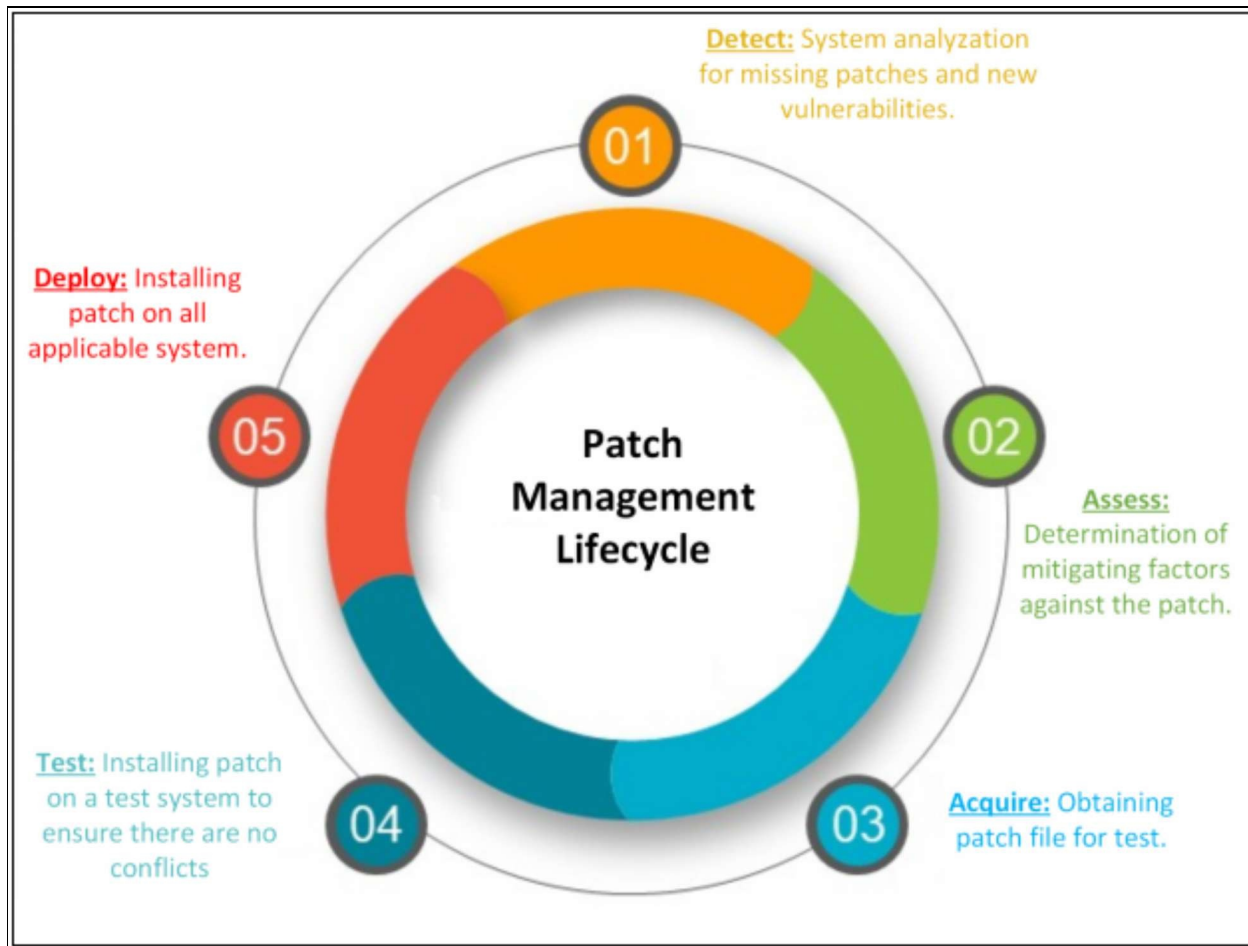 Detect: System analyzation
for missing patches and new
vulnerabilities.
01
Deploy: Installing
patch on all
applicable system.
05
02
Patch
Management
Lifecycle
Assess:
Determination of
mitigating factors
against the patch.
Test: Installing patch
on a test system to
ensure there are no
conflicts
04
03
Acquire: Obtaining
patch file for test.